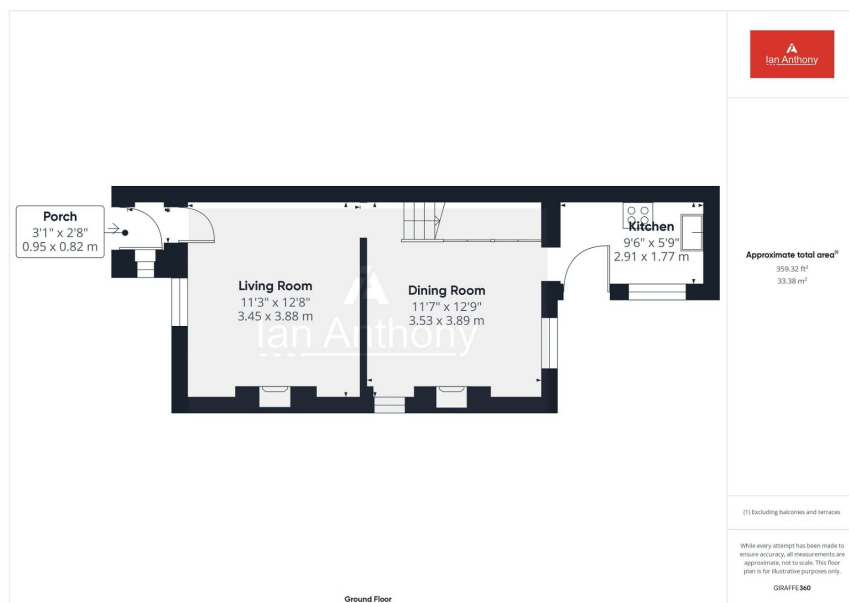 Ian Anthony
Porch
3'1" x 2'8"
0.95 x 0.82 m
Kitchen
9'6" x 5'9"
2.91 x 1.77 m
Living Room
11'3" x 12'8"
3.45 x 3.88 m
Dining Room
11'7" x 12'9"
3.53 x 3.89 m
Ian Anthony
Approximate total area⁽¹⁾
359.32 ft²
33.38 m²
(1) Excluding balconies and terraces
While every attempt has been made to
ensure accuracy, all measurements are
approximate, not to scale. This floor
plan is for illustrative purposes only.
GIRAFFE360
Ground Floor